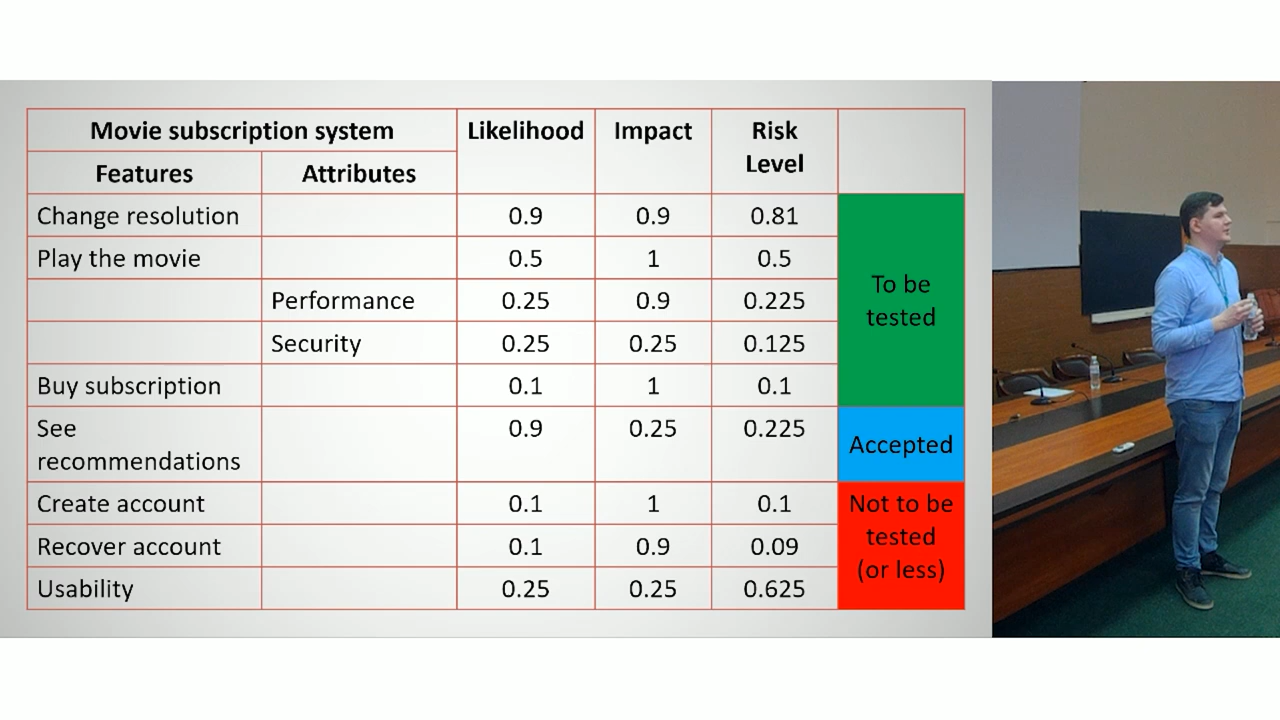 Movie subscription system Likelihood Impact Risk
Level
Features Attributes
Change resolution 0.9 0.9 0.81
Play the movie 0.5 1 0.5
Performance 0.25 0.9 0.225
Security 0.25 0.25 0.125
Buy subscription 0.1 1 0.1
To be
tested
See
recommendations 0.9 0.25 0.225
Accepted
Create account 0.1 1 0.1
Recover account 0.1 0.9 0.09
Usability 0.25 0.25 0.625
Not to be
tested
(or less)